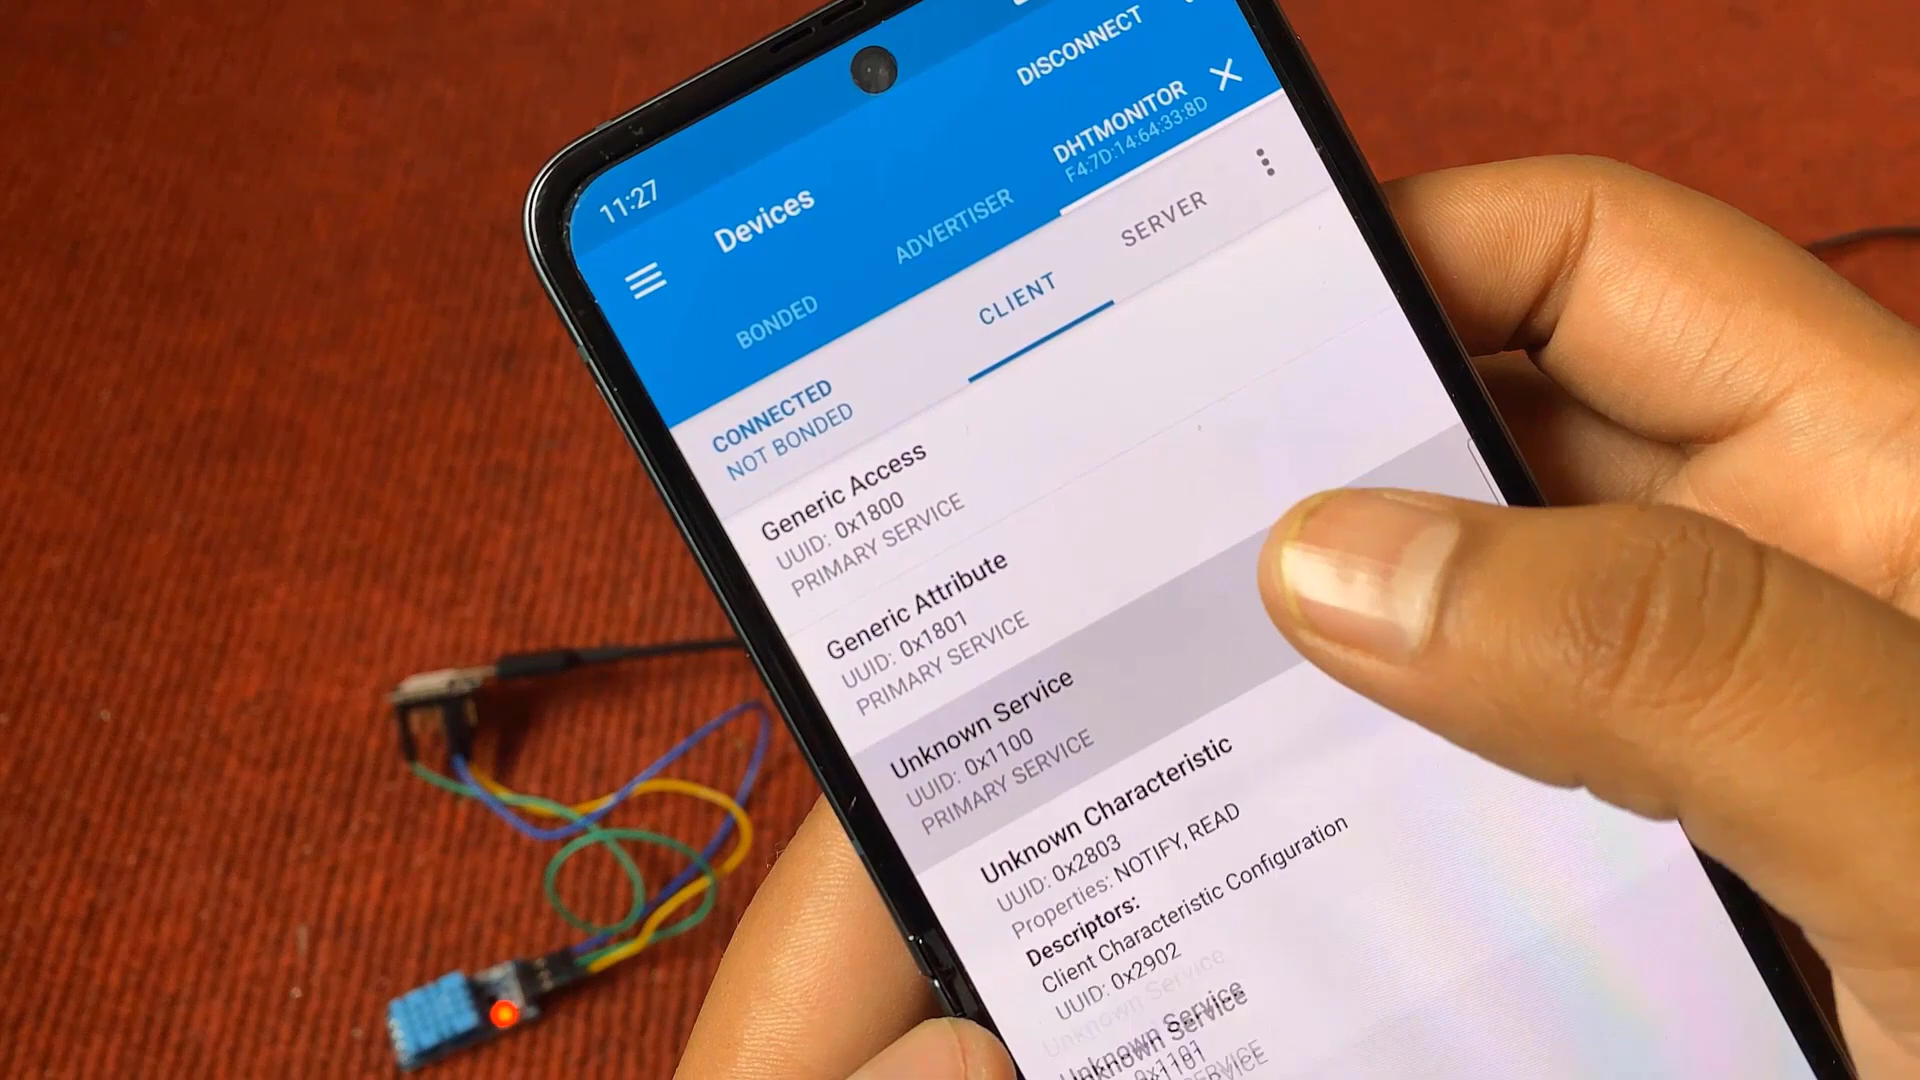 11:27
Devices
DISCONNECT
BONDED
ADVERTISER
DHTMONITOR
F4:7D:14:64:33:8D
CONNECTED
NOT BONDED
CLIENT
SERVER
Generic Access
UUID: 0x1800
PRIMARY SERVICE
Generic Attribute
UUID: 0x1801
PRIMARY SERVICE
Unknown Service
UUID: 0x1100
PRIMARY SERVICE
Unknown Characteristic
UUID: 0x2803
Properties: NOTIFY, READ
Descriptors:
Client Characteristic Configuration
UUID: 0x2902
Unknown Service
Unknown Service
0x1101